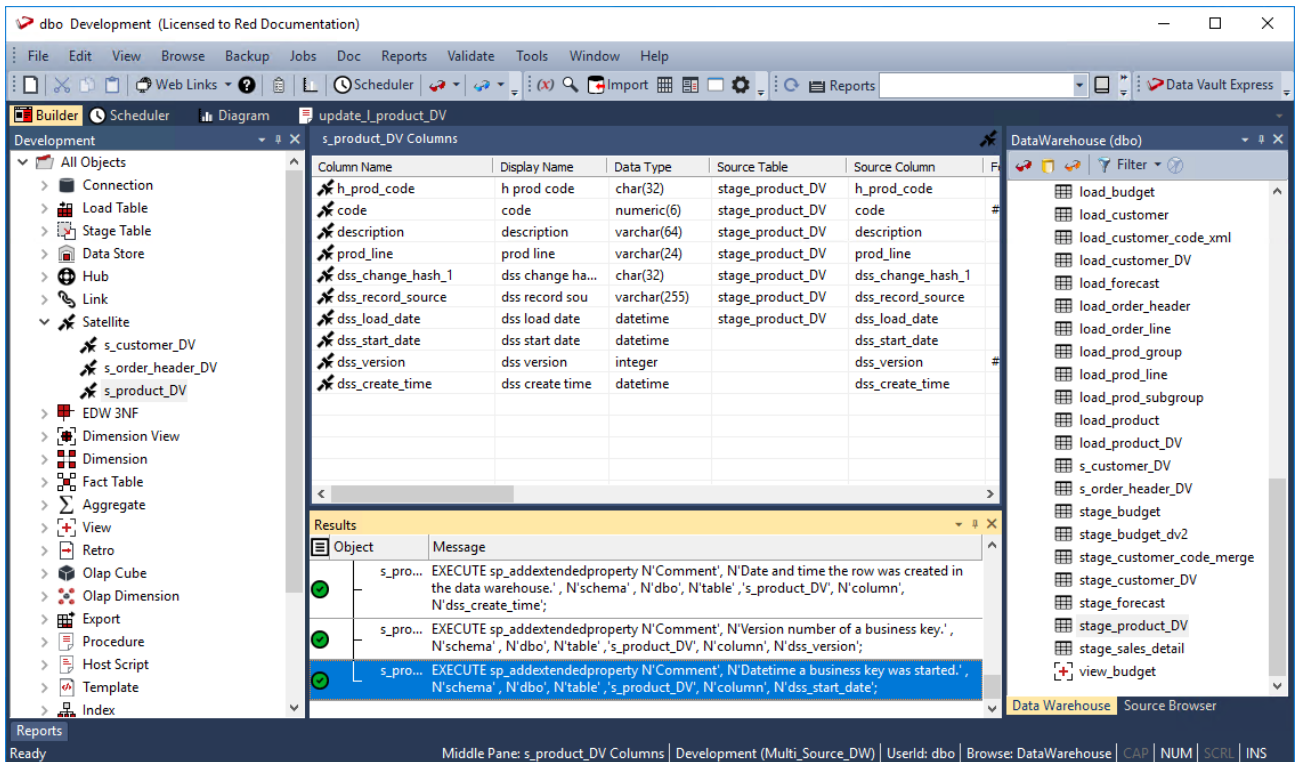 dbo Development (Licensed to Red Documentation)
File Edit View Browse Backup Jobs Doc Reports Validate Tools Window Help
Web Links Scheduler (x) Import Reports Data Vault Express
Builder Scheduler Diagram update_l_product_DV
Development
All Objects
Connection
Load Table
Stage Table
Data Store
Hub
Link
Satellite
s_customer_DV
s_order_header_DV
s_product_DV
EDW 3NF
Dimension View
Dimension
Fact Table
Aggregate
View
Retro
Olap Cube
Olap Dimension
Export
Procedure
Host Script
Template
Index
s_product_DV Columns
Column Name Display Name Data Type Source Table Source Column
h_prod_code h prod code char(32) stage_product_DV h_prod_code
code code numeric(6) stage_product_DV code #
description description varchar(64) stage_product_DV description
prod_line prod line varchar(24) stage_product_DV prod_line
dss_change_hash_1 dss change ha... char(32) stage_product_DV dss_change_hash_1
dss_record_source dss record sou varchar(255) stage_product_DV dss_record_source
dss_load_date dss load date datetime stage_product_DV dss_load_date
dss_start_date dss start date datetime dss_start_date
dss_version dss version integer dss_version #
dss_create_time dss create time datetime dss_create_time
Results
Object Message
s_pro... EXECUTE sp_addextendedproperty N'Comment', N'Date and time the row was created in
the data warehouse.' , N'schema' , N'dbo', N'table' ,'s_product_DV', N'column',
N'dss_create_time';
s_pro... EXECUTE sp_addextendedproperty N'Comment', N'Version number of a business key.' ,
N'schema' , N'dbo', N'table' ,'s_product_DV', N'column', N'dss_version';
s_pro... EXECUTE sp_addextendedproperty N'Comment', N'Datetime a business key was started.' ,
N'schema' , N'dbo', N'table' ,'s_product_DV', N'column', N'dss_start_date';
DataWarehouse (dbo)
Filter
load_budget
load_customer
load_customer_code_xml
load_customer_DV
load_forecast
load_order_header
load_order_line
load_prod_group
load_prod_line
load_prod_subgroup
load_product
load_product_DV
s_customer_DV
s_order_header_DV
stage_budget
stage_budget_dv2
stage_customer_code_merge
stage_customer_DV
stage_forecast
stage_product_DV
stage_sales_detail
view_budget
Data Warehouse Source Browser
Reports
Ready Middle Pane: s_product_DV Columns Development (Multi_Source_DW) UserId: dbo Browse: DataWarehouse CAP NUM SCRL INS